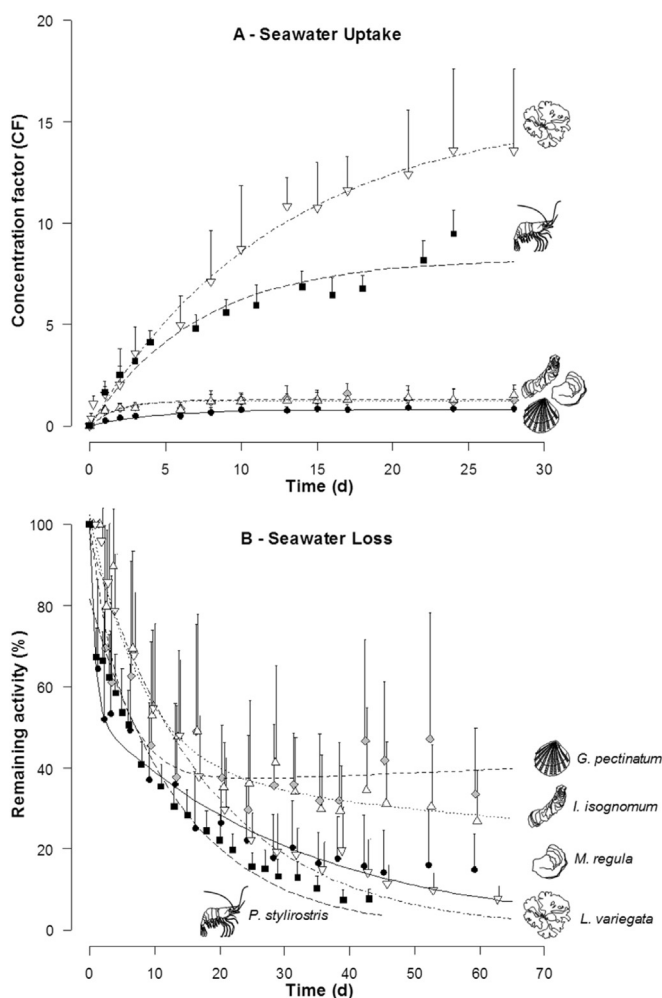 A - Seawater Uptake
Concentration factor (CF)
20
15
10
5
0
0 5 10 15 20 25 30
Time (d)
B - Seawater Loss
Remaining activity (%)
100
80
60
40
20
0
G. pectinatum
I. isognomum
M. regula
P. stylirostris
L. variegata
0 10 20 30 40 50 60 70
Time (d)